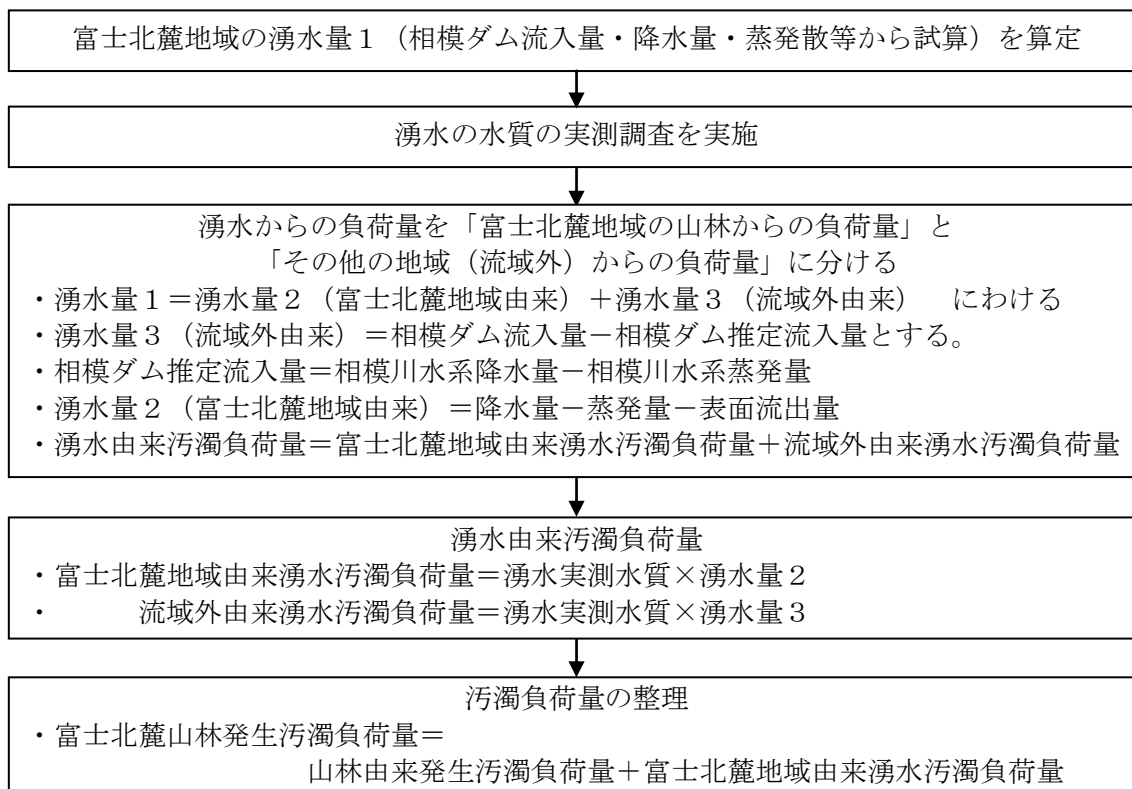 富士北麓地域の湧水量１（相模ダム流入量・降水量・蒸発散等から試算）を算定
湧水の水質の実測調査を実施
湧水からの負荷量を「富士北麓地域の山林からの負荷量」と
「その他の地域（流域外）からの負荷量」に分ける
・湧水量１＝湧水量２（富士北麓地域由来）＋湧水量３（流域外由来）　にわける
・湧水量３（流域外由来）＝相模ダム流入量－相模ダム推定流入量とする。
・相模ダム推定流入量＝相模川水系降水量－相模川水系蒸発量
・湧水量２（富士北麓地域由来）＝降水量－蒸発量－表面流出量
・湧水由来汚濁負荷量＝富士北麓地域由来湧水汚濁負荷量＋流域外由来湧水汚濁負荷量
湧水由来汚濁負荷量
・富士北麓地域由来湧水汚濁負荷量＝湧水実測水質×湧水量２
・　　　流域外由来湧水汚濁負荷量＝湧水実測水質×湧水量３
汚濁負荷量の整理
・富士北麓山林発生汚濁負荷量＝
山林由来発生汚濁負荷量＋富士北麓地域由来湧水汚濁負荷量